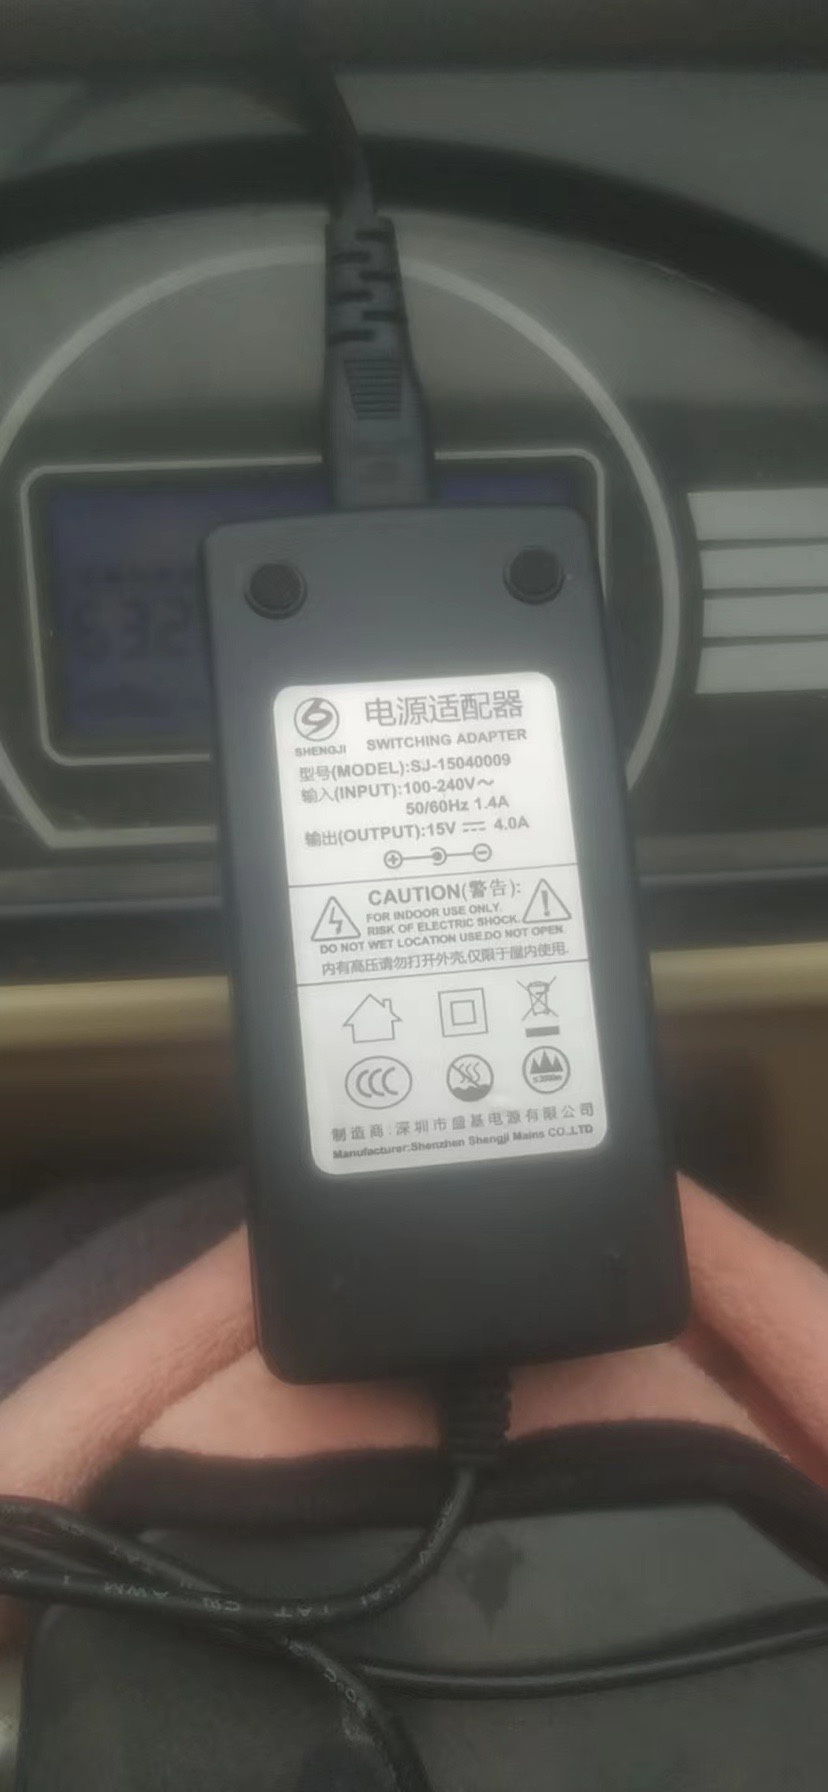 电源适配器
SHENGJI SWITCHING ADAPTER
型号(MODEL):SJ-15040009
输入(INPUT):100-240V～
50/60Hz 1.4A
输出(OUTPUT):15V ⎓ 4.0A
CAUTION(警告):
FOR INDOOR USE ONLY.
RISK OF ELECTRIC SHOCK.
DO NOT WET LOCATION USE.DO NOT OPEN.
内有高压请勿打开外壳,仅限于屋内使用.
CCC
≤2000m
制造商:深圳市盛基电源有限公司
Manufacturer:Shenzhen Shengji Mains CO.,LTD
AWM